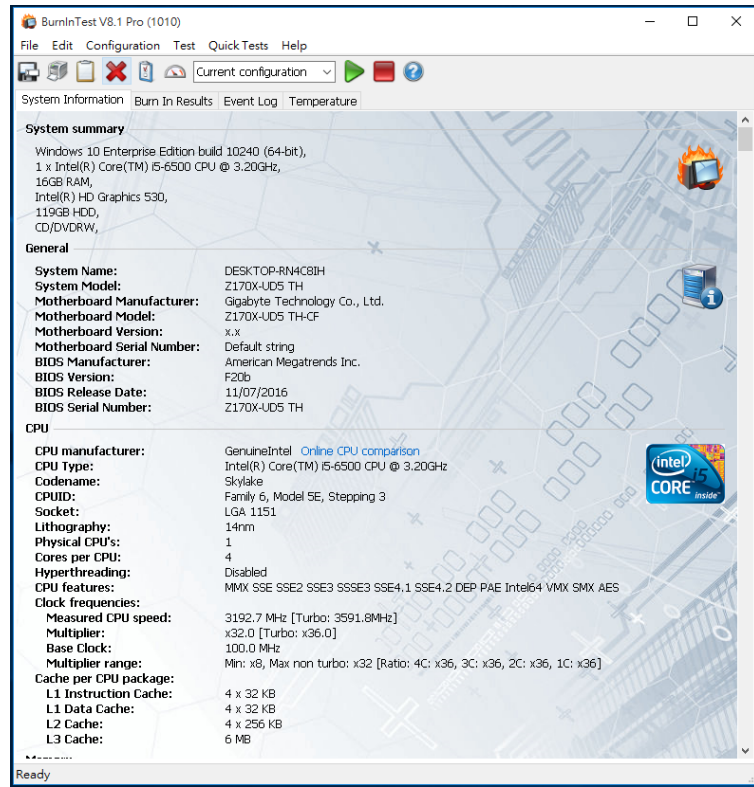 BurnInTest V8.1 Pro (1010)
File Edit Configuration Test Quick Tests Help
Current configuration
System Information Burn In Results Event Log Temperature
System summary
Windows 10 Enterprise Edition build 10240 (64-bit),
1 x Intel(R) Core(TM) i5-6500 CPU @ 3.20GHz,
16GB RAM,
Intel(R) HD Graphics 530,
119GB HDD,
CD/DVDRW,
General
System Name: DESKTOP-RN4C8IH
System Model: Z170X-UD5 TH
Motherboard Manufacturer: Gigabyte Technology Co., Ltd.
Motherboard Model: Z170X-UD5 TH-CF
Motherboard Version: x.x
Motherboard Serial Number: Default string
BIOS Manufacturer: American Megatrends Inc.
BIOS Version: F20b
BIOS Release Date: 11/07/2016
BIOS Serial Number: Z170X-UD5 TH
CPU
CPU manufacturer: GenuineIntel Online CPU comparison
CPU Type: Intel(R) Core(TM) i5-6500 CPU @ 3.20GHz
Codename: Skylake
CPUID: Family 6, Model 5E, Stepping 3
Socket: LGA 1151
Lithography: 14nm
Physical CPU's: 1
Cores per CPU: 4
Hyperthreading: Disabled
CPU features: MMX SSE SSE2 SSE3 SSSE3 SSE4.1 SSE4.2 DEP PAE Intel64 VMX SMX AES
Clock frequencies:
Measured CPU speed: 3192.7 MHz [Turbo: 3591.8MHz]
Multiplier: x32.0 [Turbo: x36.0]
Base Clock: 100.0 MHz
Multiplier range: Min: x8, Max non turbo: x32 [Ratio: 4C: x36, 3C: x36, 2C: x36, 1C: x36]
Cache per CPU package:
L1 Instruction Cache: 4 x 32 KB
L1 Data Cache: 4 x 32 KB
L2 Cache: 4 x 256 KB
L3 Cache: 6 MB
intel
CORE i5
inside
Ready